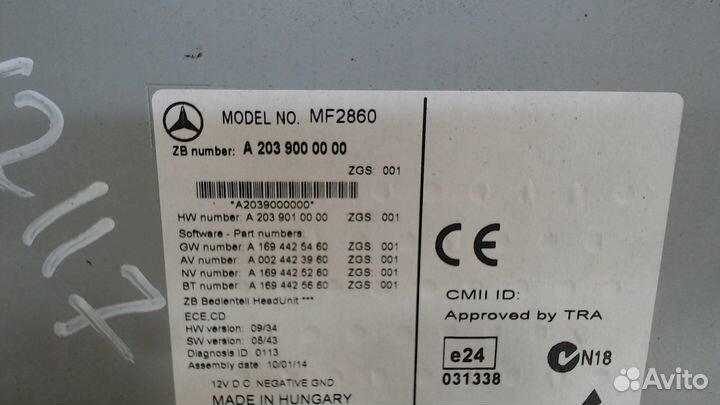 MODEL NO. MF2860
ZB number: A 203 900 00 00
ZGS: 001
*A2039000000*
HW number: A 203 901 00 00 ZGS: 001
Software - Part numbers:
GW number: A 169 442 54 60 ZGS: 001
AV number: A 002 442 39 60 ZGS: 001
NV number: A 169 442 52 60 ZGS: 001
BT number: A 169 442 56 60 ZGS: 001
ZB Bedienteil HeadUnit ***
ECE,CD
HW version: 09/34
SW version: 08/43
Diagnosis ID 0113
Assembly date: 10/01/14
12V D.C. NEGATIVE GND.
MADE IN HUNGARY
CE
CMII ID:
Approved by TRA
e24
031338
N18
Avito